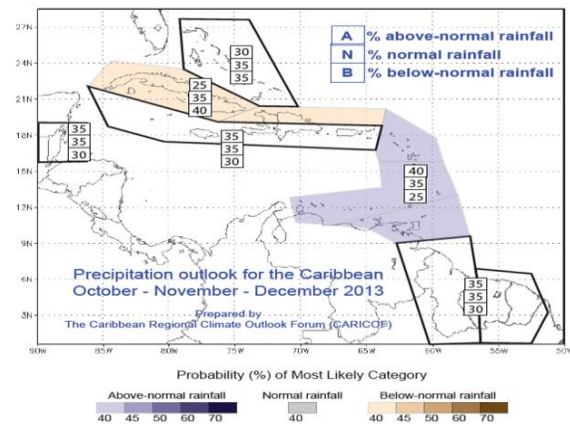 27N
24N
21N
18N
15N
12N
9N
6N
3N
A % above-normal rainfall
N % normal rainfall
B % below-normal rainfall
30
35
35
25
35
40
35
35
30
35
35
30
40
35
25
35
35
30
Precipitation outlook for the Caribbean
October - November - December 2013
Prepared by
The Caribbean Regional Climate Outlook Forum (CARICOF)
90W 85W 80W 75W 70W 65W 60W 55W 50W
Probability (%) of Most Likely Category
Above-normal rainfall Normal rainfall Below-normal rainfall
40 45 50 60 70 40 40 45 50 60 70